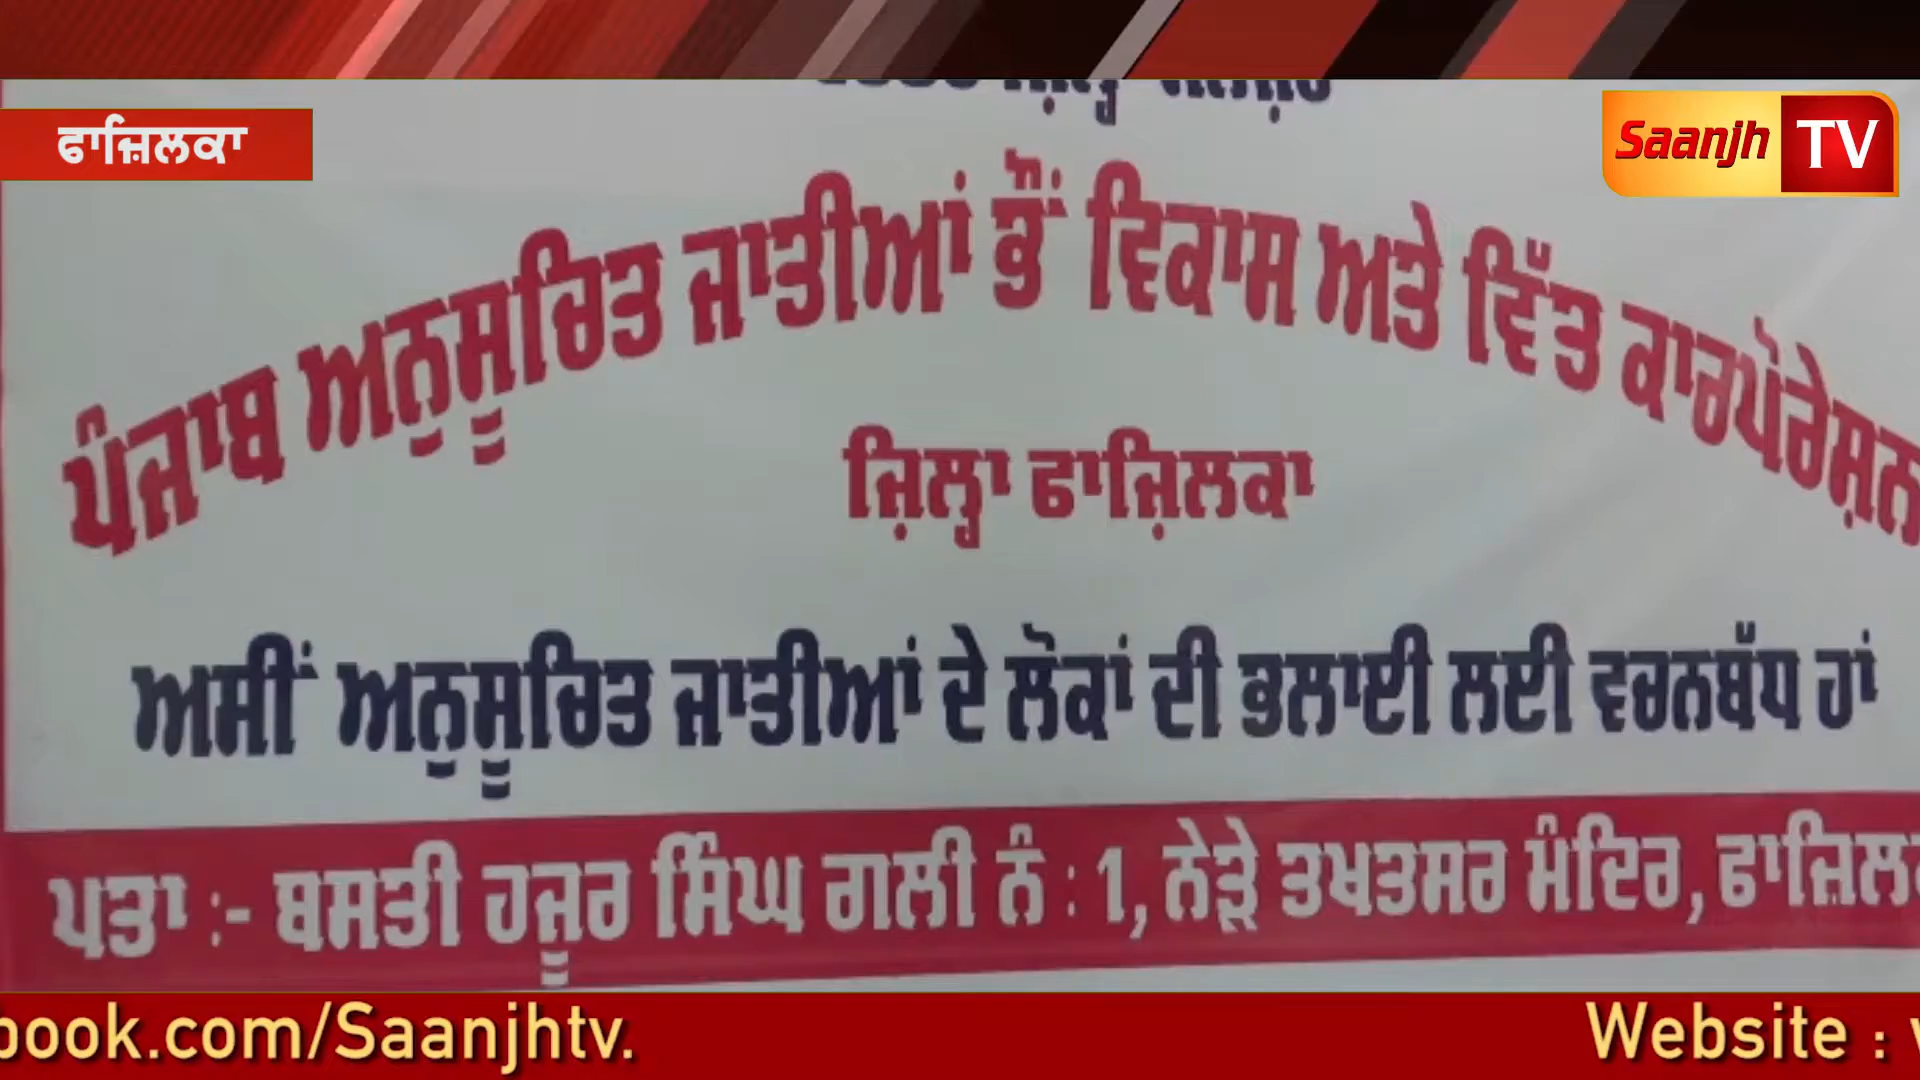 ਫਾਜ਼ਿਲਕਾ
Saanjh TV
ਪੰਜਾਬ ਅਨੁਸੂਚਿਤ ਜਾਤੀਆਂ ਭੌਂ ਵਿਕਾਸ ਅਤੇ ਵਿੱਤ ਕਾਰਪੋਰੇਸ਼ਨ
ਜ਼ਿਲ੍ਹਾ ਫਾਜ਼ਿਲਕਾ
ਅਸੀਂ ਅਨੁਸੂਚਿਤ ਜਾਤੀਆਂ ਦੇ ਲੋਕਾਂ ਦੀ ਭਲਾਈ ਲਈ ਵਚਨਬੱਧ ਹਾਂ
ਪਤਾ :- ਬਸਤੀ ਹਜੂਰ ਸਿੰਘ ਗਲੀ ਨੰ : 1, ਨੇੜੇ ਤਖਤਸਰ ਮੰਦਿਰ, ਫਾਜ਼ਿਲ
book.com/Saanjhtv. Website :